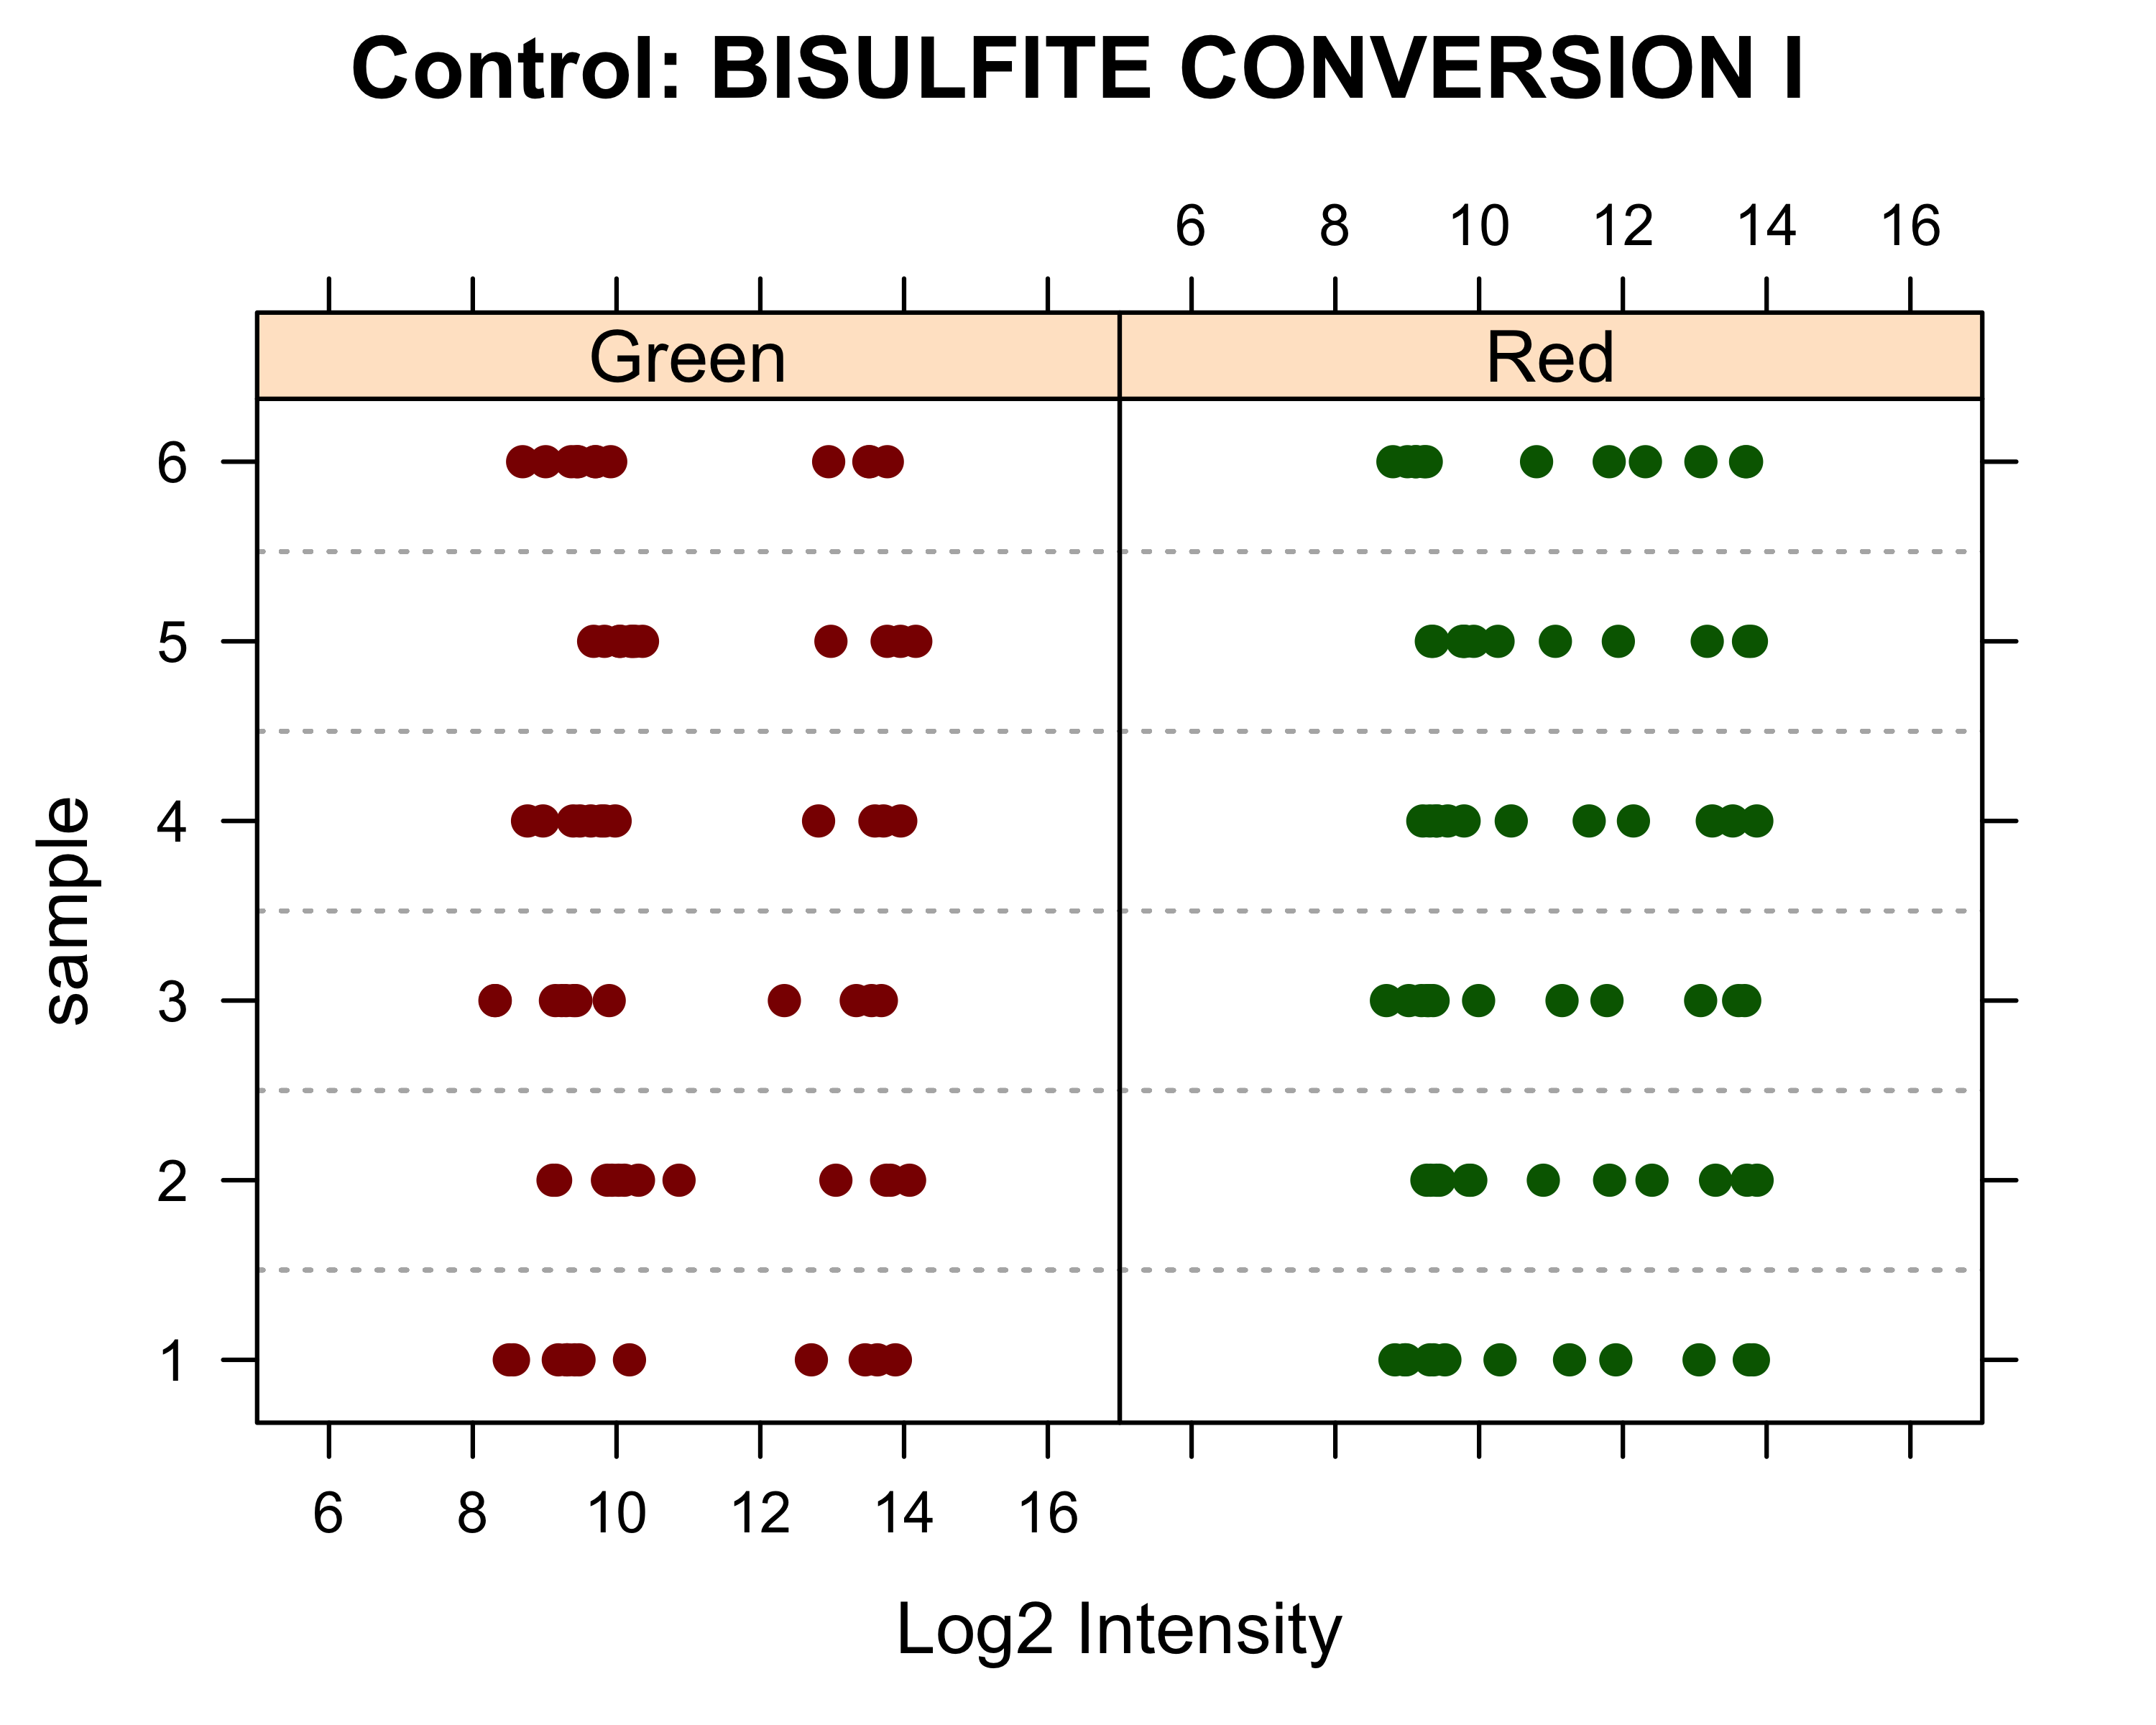 Control: BISULFITE CONVERSION I
6 8 10 12 14 16
Green Red
6
5
4
3
2
1
sample
6 8 10 12 14 16
Log2 Intensity